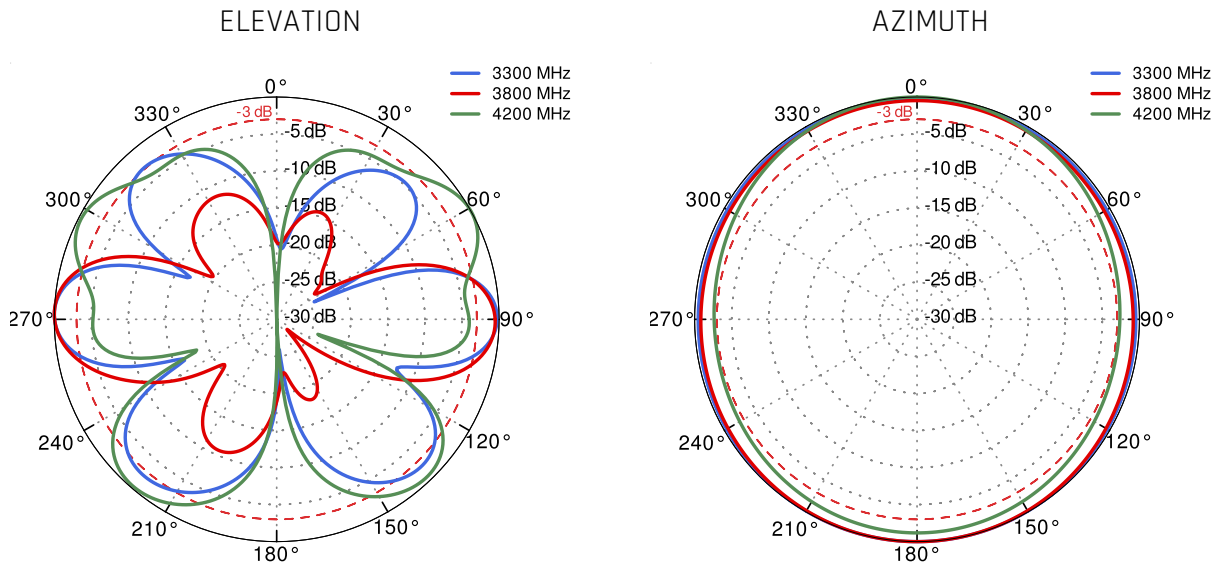 ELEVATION
3300 MHz
3800 MHz
4200 MHz
0°
30°
60°
90°
120°
150°
180°
210°
240°
270°
300°
330°
-3 dB
-5 dB
-10 dB
-15 dB
-20 dB
-25 dB
-30 dB
AZIMUTH
3300 MHz
3800 MHz
4200 MHz
0°
30°
60°
90°
120°
150°
180°
210°
240°
270°
300°
330°
-3 dB
-5 dB
-10 dB
-15 dB
-20 dB
-25 dB
-30 dB